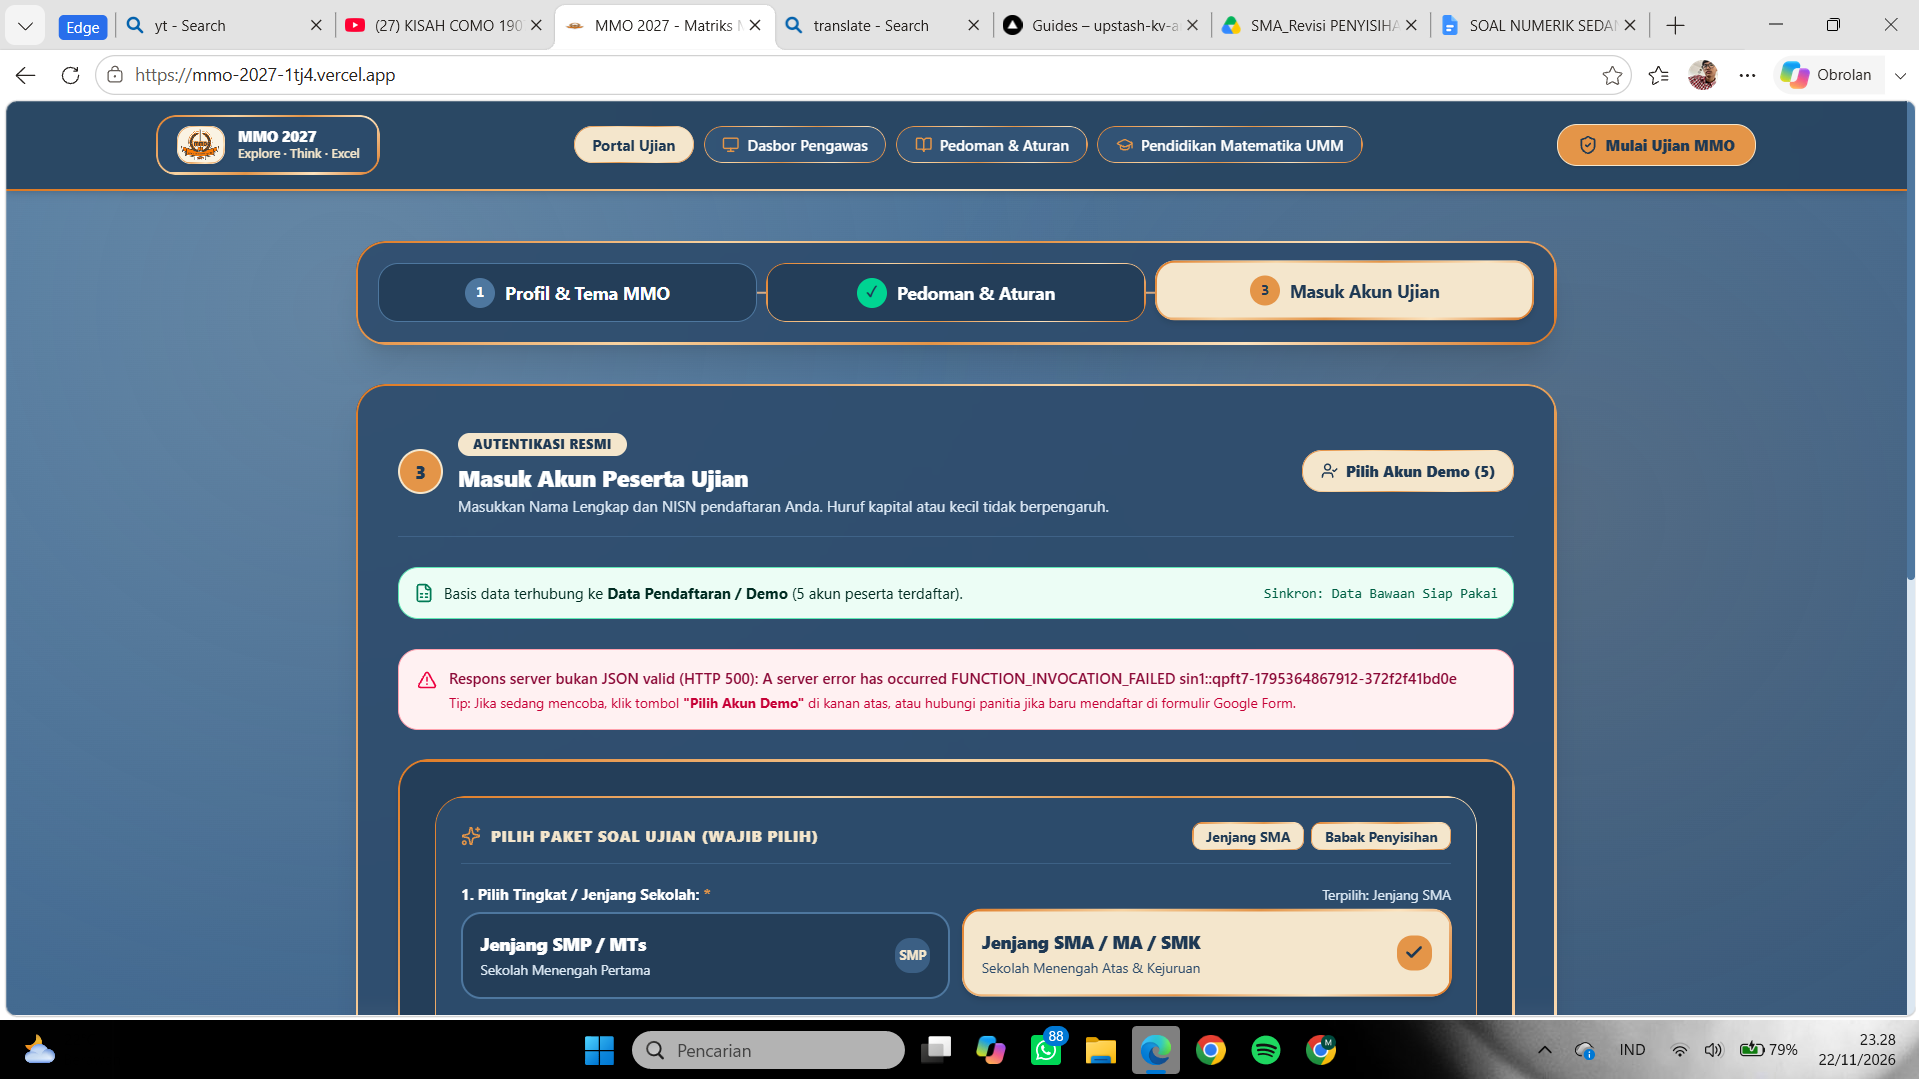 Edge
yt - Search
(27) KISAH COMO 190
MMO 2027 - Matriks M
translate - Search
Guides – upstash-kv-a
SMA_Revisi PENYISIHA
SOAL NUMERIK SEDAN
https://mmo-2027-1tj4.vercel.app
Obrolan
MMO 2027
Explore · Think · Excel
Portal Ujian
Dasbor Pengawas
Pedoman & Aturan
Pendidikan Matematika UMM
Mulai Ujian MMO
1 Profil & Tema MMO
✓ Pedoman & Aturan
3 Masuk Akun Ujian
AUTENTIKASI RESMI
3
Masuk Akun Peserta Ujian
Masukkan Nama Lengkap dan NISN pendaftaran Anda. Huruf kapital atau kecil tidak berpengaruh.
Pilih Akun Demo (5)
Basis data terhubung ke Data Pendaftaran / Demo (5 akun peserta terdaftar).
Sinkron: Data Bawaan Siap Pakai
Respons server bukan JSON valid (HTTP 500): A server error has occurred FUNCTION_INVOCATION_FAILED sin1::qpft7-1795364867912-372f2f41bd0e
Tip: Jika sedang mencoba, klik tombol "Pilih Akun Demo" di kanan atas, atau hubungi panitia jika baru mendaftar di formulir Google Form.
PILIH PAKET SOAL UJIAN (WAJIB PILIH)
Jenjang SMA
Babak Penyisihan
1. Pilih Tingkat / Jenjang Sekolah: *
Terpilih: Jenjang SMA
Jenjang SMP / MTs
Sekolah Menengah Pertama
SMP
Jenjang SMA / MA / SMK
Sekolah Menengah Atas & Kejuruan
Pencarian
88
M
IND
79%
23.28
22/11/2026